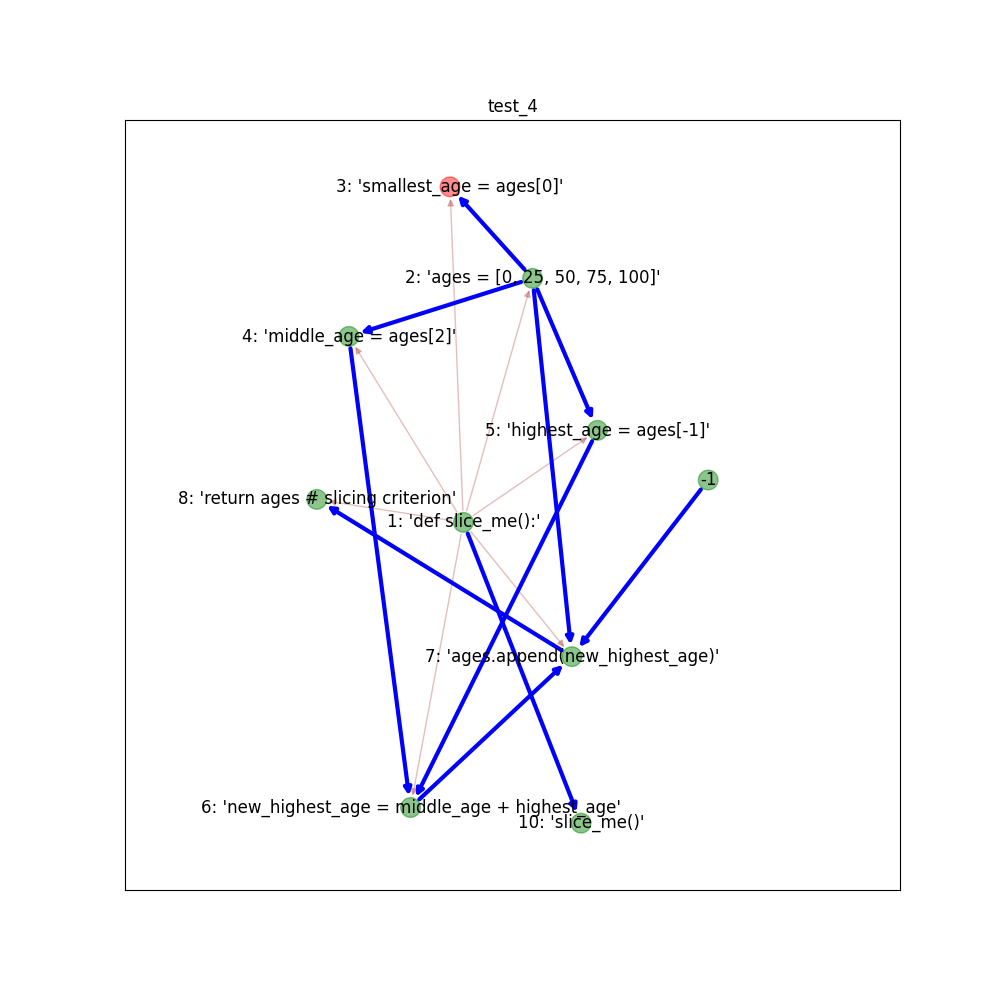 test_4
3: 'smallest_age = ages[0]'
2: 'ages = [0, 25, 50, 75, 100]'
4: 'middle_age = ages[2]'
5: 'highest_age = ages[-1]'
-1
8: 'return ages # slicing criterion'
1: 'def slice_me():'
7: 'ages.append(new_highest_age)'
6: 'new_highest_age = middle_age + highest_age'
10: 'slice_me()'